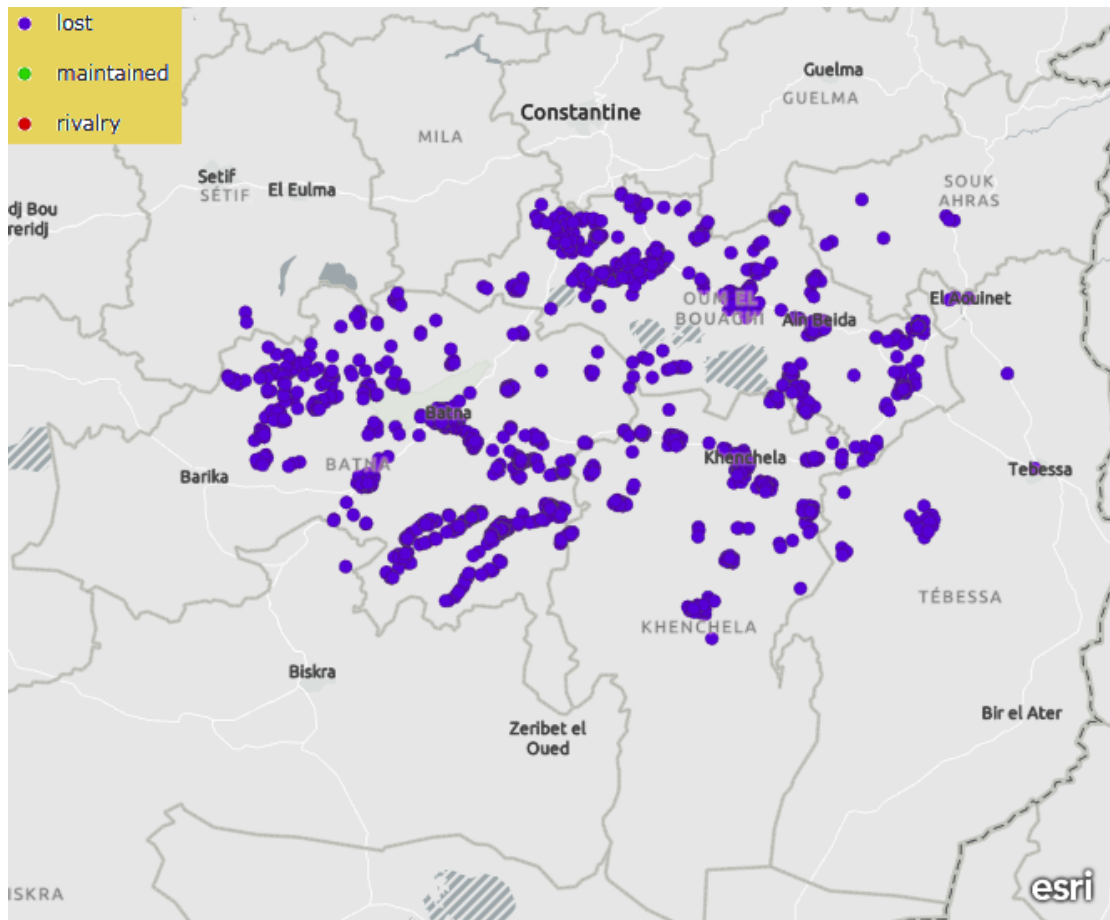 lost
maintained
rivalry
Guelma
GUELMA
Constantine
MILA
Setif
SÉTIF
El Eulma
SOUK
AHRAS
dj Bou
reridj
OUM EL
BOUAGHI
El Aouinet
Ain Beida
Batna
BATNA
Barika
Khenchela
Tebessa
TÉBESSA
KHENCHELA
Biskra
Zeribet el
Oued
Bir el Ater
ISKRA
esri